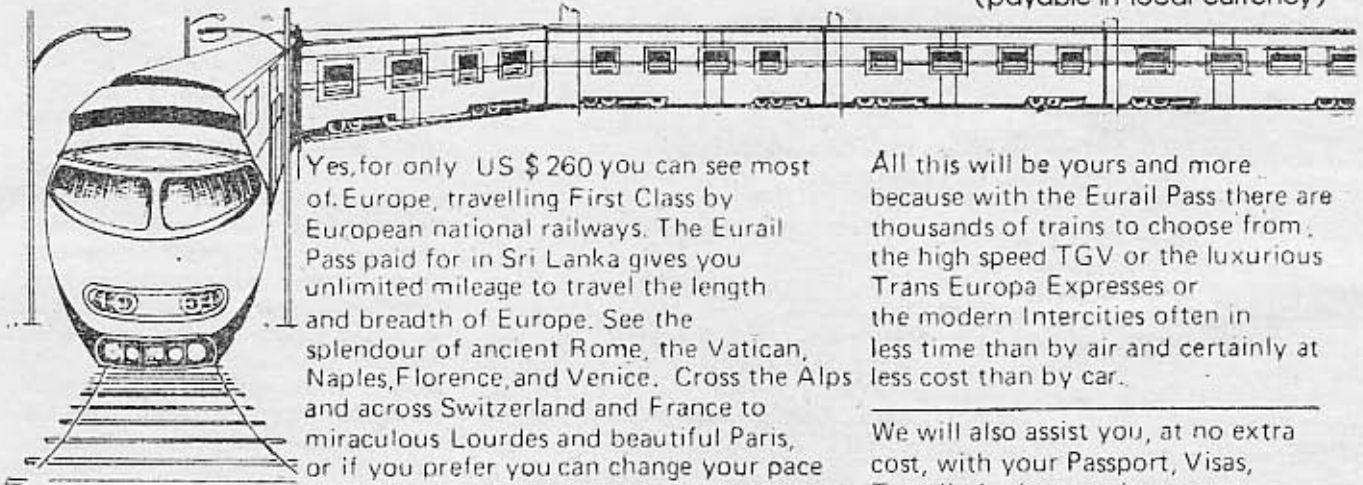 (payable in local currency)
Yes, for only US $ 260 you can see most
of. Europe, travelling First Class by
European national railways. The Eurail
Pass paid for in Sri Lanka gives you
unlimited mileage to travel the length
and breadth of Europe. See the
splendour of ancient Rome, the Vatican,
Naples, Florence, and Venice. Cross the Alps
and across Switzerland and France to
miraculous Lourdes and beautiful Paris,
or if you prefer you can change your pace
All this will be yours and more
because with the Eurail Pass there are
thousands of trains to choose from,
the high speed TGV or the luxurious
Trans Europa Expresses or
the modern Intercities often in
less time than by air and certainly at
less cost than by car.
We will also assist you, at no extra
cost, with your Passport, Visas,